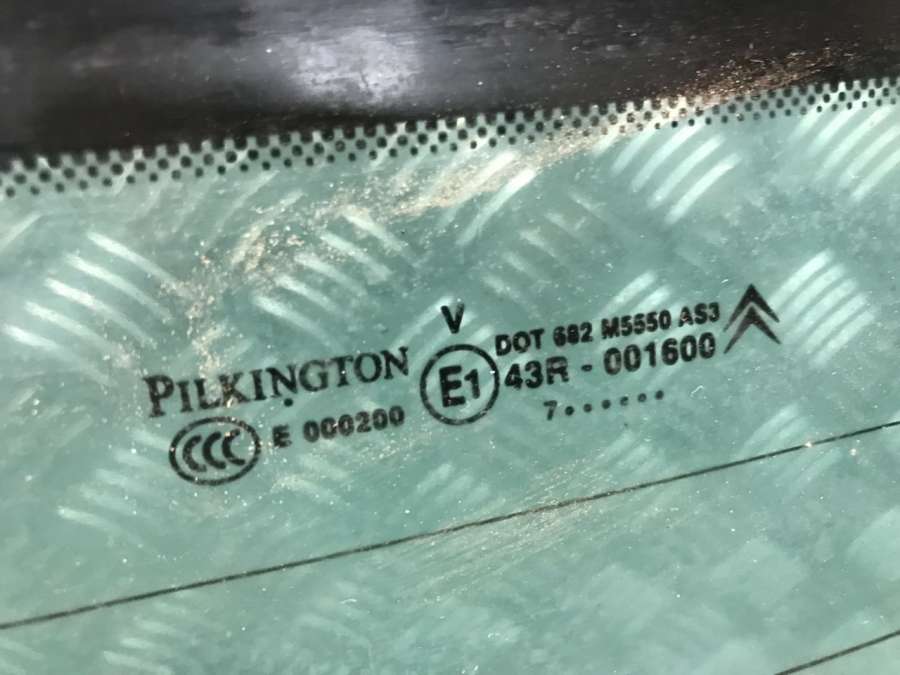 V
DOT 682 M5550 AS3
PILKINGTON
E1
43R - 001600
CCC
E 000200
7••••••